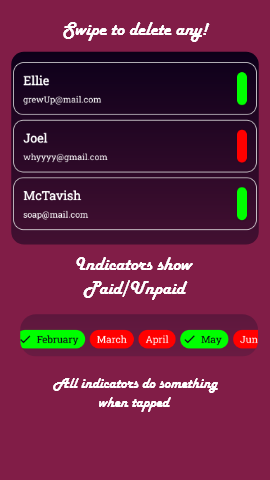 Swipe to delete any!
Ellie
grewUp@mail.com
Joel
whyyyy@gmail.com
McTavish
soap@mail.com
Indicators show
Paid/Unpaid
February March April May Jun
All indicators do something
when tapped